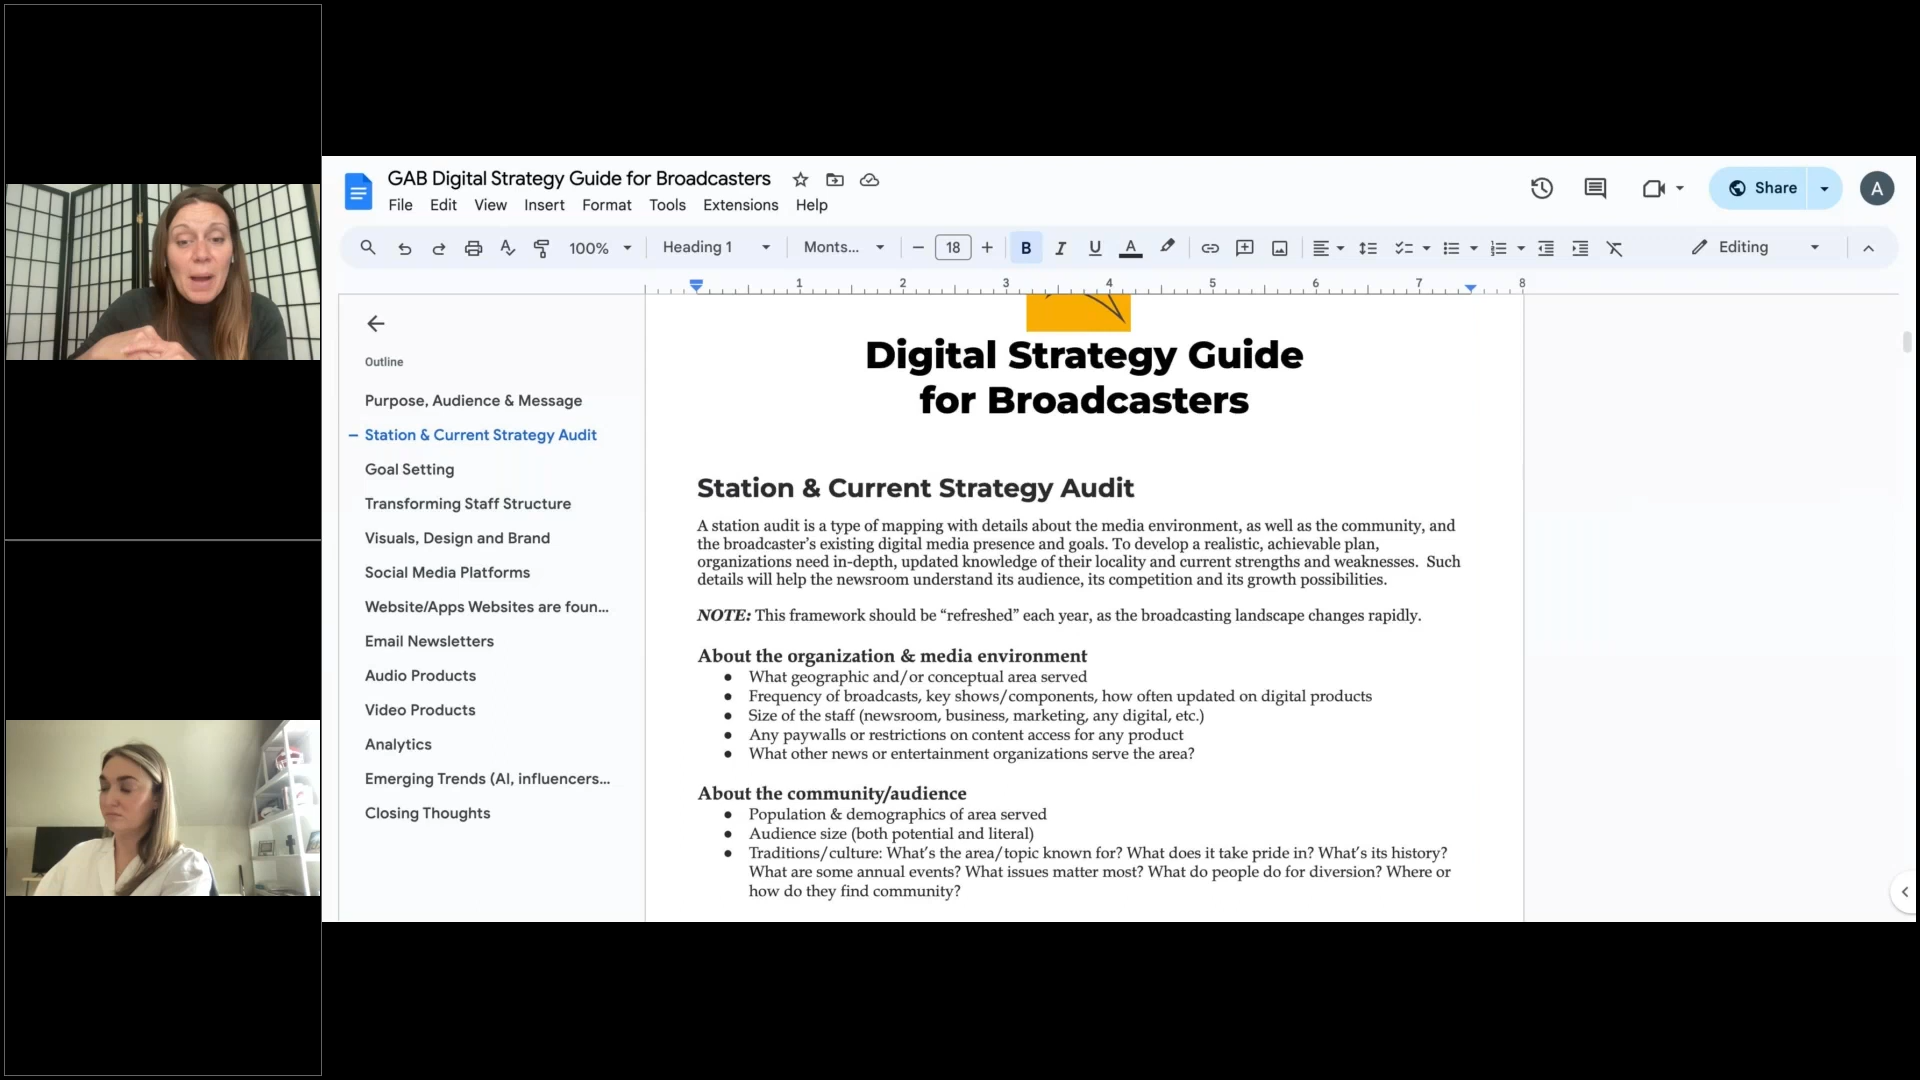 GAB Digital Strategy Guide for Broadcasters
File Edit View Insert Format Tools Extensions Help
Share
A
100% Heading 1 Monts... 18 B I U A Editing
1 2 3 4 5 6 7 8
Outline
Purpose, Audience & Message
Station & Current Strategy Audit
Goal Setting
Transforming Staff Structure
Visuals, Design and Brand
Social Media Platforms
Website/Apps Websites are foun...
Email Newsletters
Audio Products
Video Products
Analytics
Emerging Trends (AI, influencers...
Closing Thoughts
Digital Strategy Guide
for Broadcasters
Station & Current Strategy Audit
A station audit is a type of mapping with details about the media environment, as well as the community, and
the broadcaster’s existing digital media presence and goals. To develop a realistic, achievable plan,
organizations need in-depth, updated knowledge of their locality and current strengths and weaknesses.  Such
details will help the newsroom understand its audience, its competition and its growth possibilities.
NOTE: This framework should be “refreshed” each year, as the broadcasting landscape changes rapidly.
About the organization & media environment
● What geographic and/or conceptual area served
● Frequency of broadcasts, key shows/components, how often updated on digital products
● Size of the staff (newsroom, business, marketing, any digital, etc.)
● Any paywalls or restrictions on content access for any product
● What other news or entertainment organizations serve the area?
About the community/audience
● Population & demographics of area served
● Audience size (both potential and literal)
● Traditions/culture: What’s the area/topic known for? What does it take pride in? What’s its history?
What are some annual events? What issues matter most? What do people do for diversion? Where or
how do they find community?